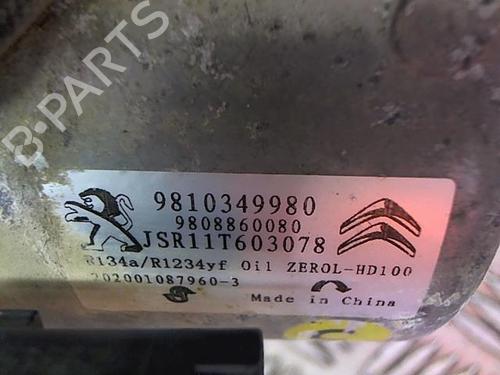 B-PARTS
9810349980
9808860080
JSR11T603078
R134a/R1234yf Oil ZEROL-HD100
202001087960-3
Made in China